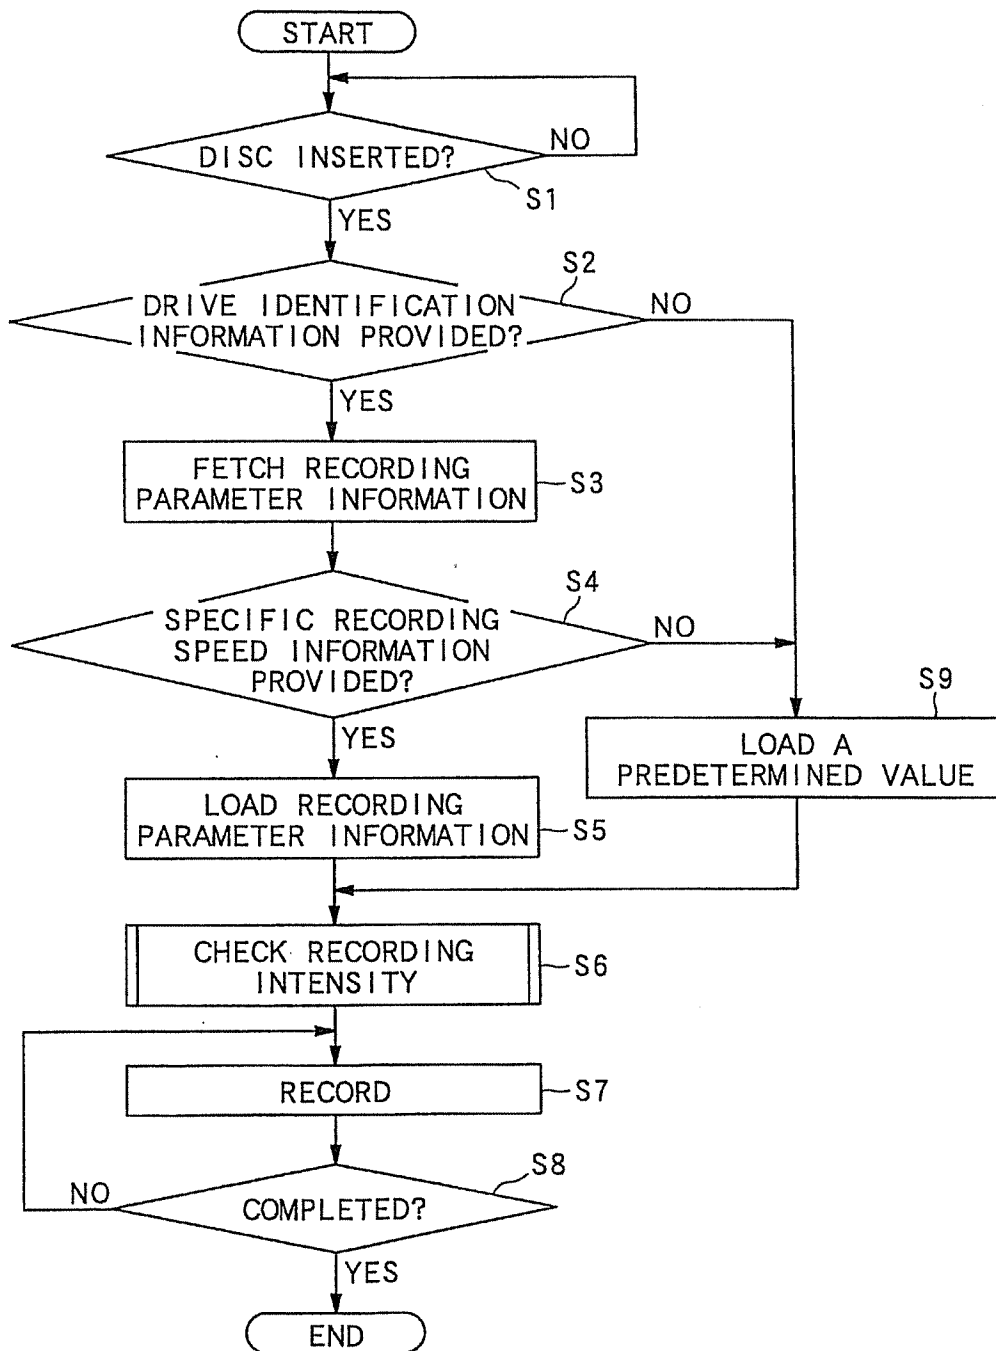 START
DISC INSERTED?
NO
S1
YES
S2
DRIVE IDENTIFICATION
INFORMATION PROVIDED?
NO
YES
FETCH RECORDING
PARAMETER INFORMATION
S3
S4
SPECIFIC RECORDING
SPEED INFORMATION
PROVIDED?
NO
YES
S9
LOAD A
PREDETERMINED VALUE
LOAD RECORDING
PARAMETER INFORMATION
S5
CHECK RECORDING
INTENSITY
S6
RECORD
S7
S8
COMPLETED?
NO
YES
END